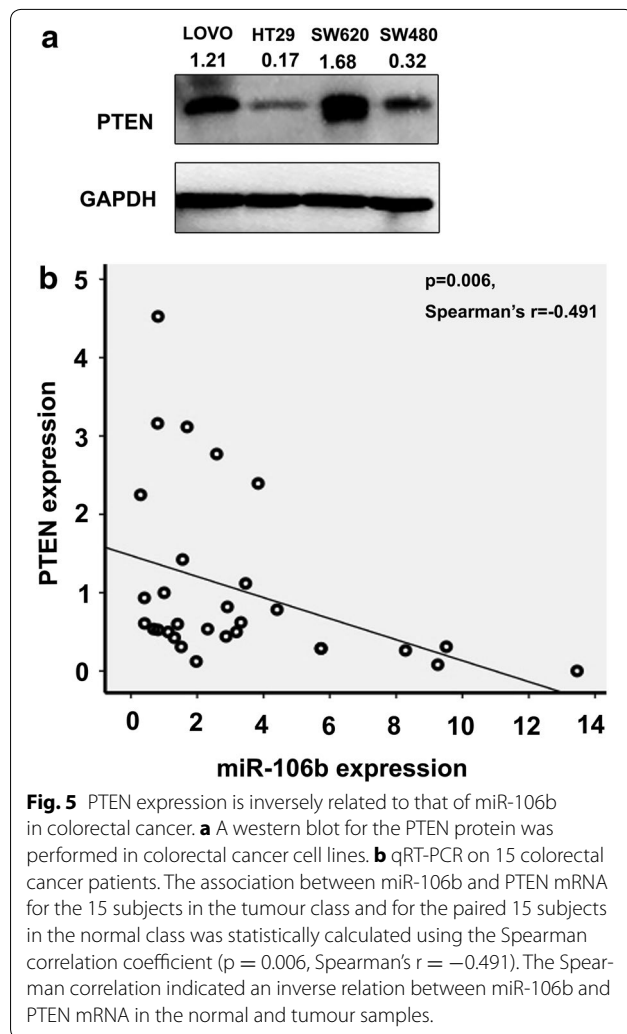 a
LOVO HT29 SW620 SW480
1.21 0.17 1.68 0.32
PTEN
GAPDH
b
p=0.006,
Spearman's r=-0.491
5
4
3
2
1
0
PTEN expression
0 2 4 6 8 10 12 14
miR-106b expression
Fig. 5 PTEN expression is inversely related to that of miR-106b
in colorectal cancer. a A western blot for the PTEN protein was
performed in colorectal cancer cell lines. b qRT-PCR on 15 colorectal
cancer patients. The association between miR-106b and PTEN mRNA
for the 15 subjects in the tumour class and for the paired 15 subjects
in the normal class was statistically calculated using the Spearman
correlation coefficient (p = 0.006, Spearman's r = −0.491). The Spear-
man correlation indicated an inverse relation between miR-106b and
PTEN mRNA in the normal and tumour samples.